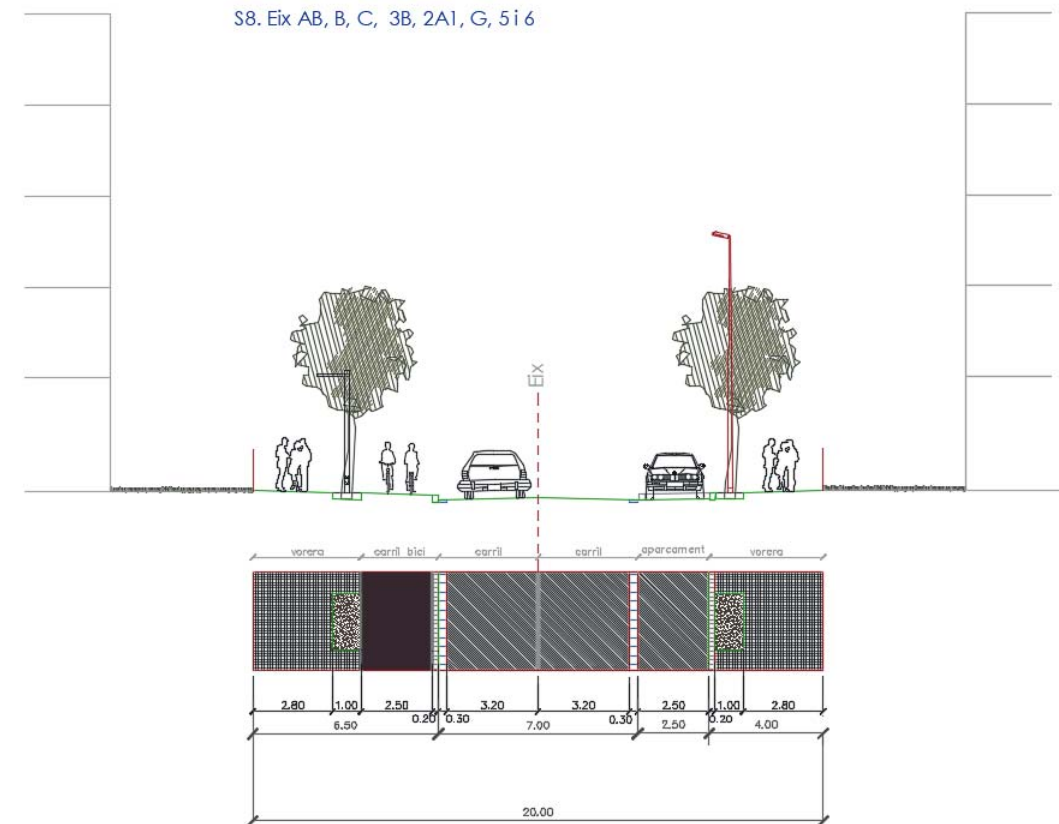 S8. Eix AB, B, C, 3B, 2A1, G, 5 i 6
Eix
vorera carril bici carril carril aparcament vorera
2.80 1.00 2.50 0.20 0.30 3.20 3.20 0.30 2.50 0.20 1.00 2.80
6.50 7.00 2.50 4.00
20.00